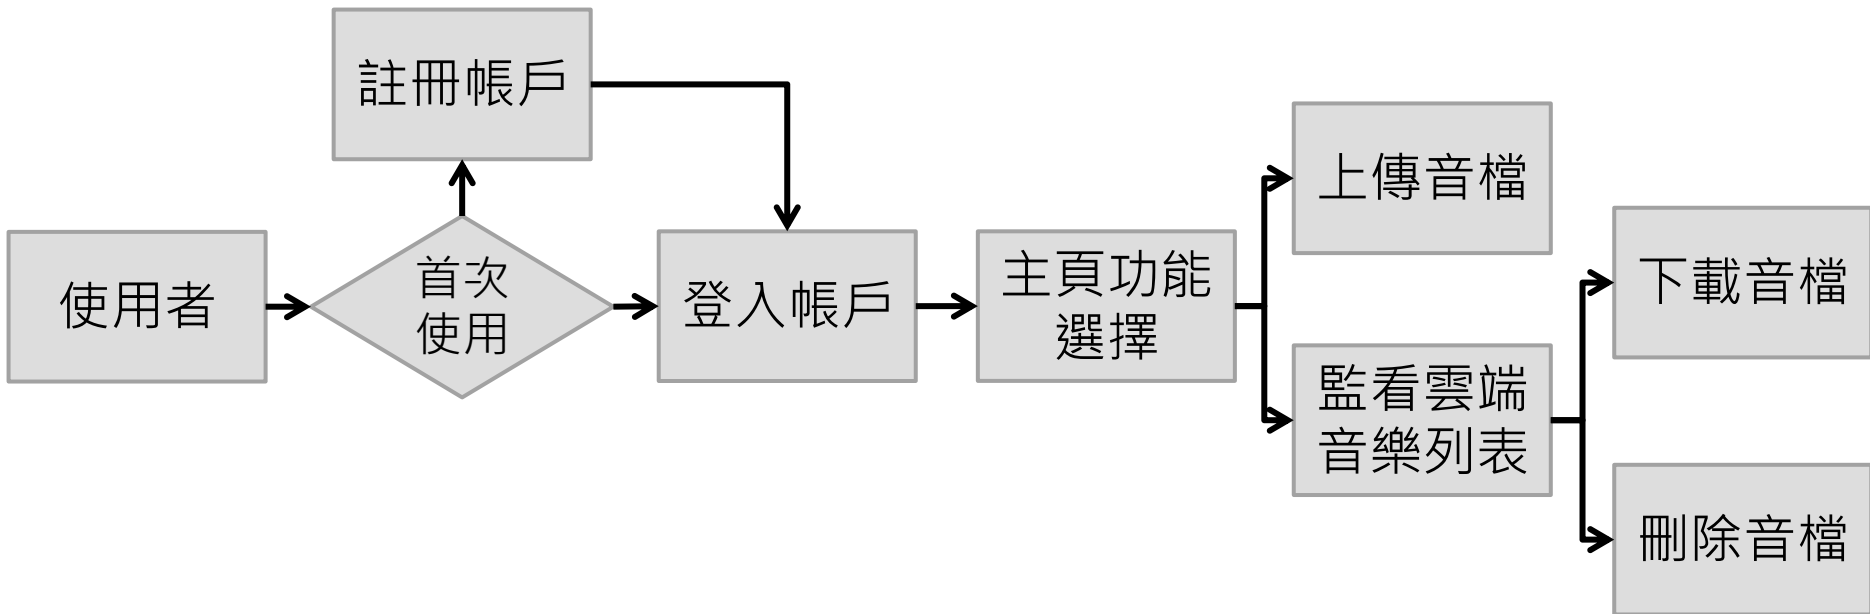 註冊帳戶
使用者
首次
使用
登入帳戶
主頁功能
選擇
上傳音檔
監看雲端
音樂列表
下載音檔
刪除音檔